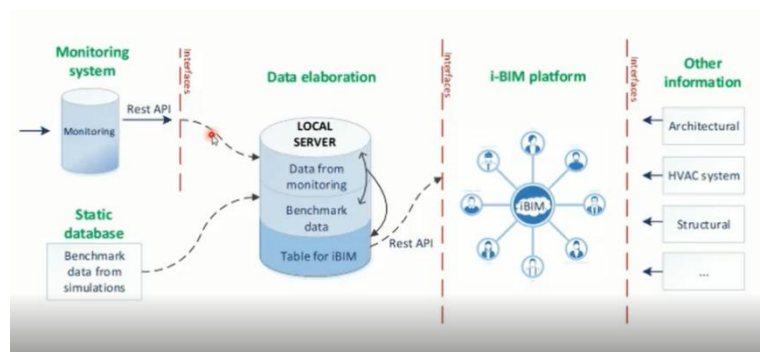 Monitoring
system
Monitoring
Rest API
Interfaces
Static
database
Benchmark
data from
simulations
Data elaboration
LOCAL
SERVER
Data from
monitoring
Benchmark
data
Table for iBIM
Rest API
Interfaces
i-BIM platform
iBIM
Interfaces
Other
information
Architectural
HVAC system
Structural
...